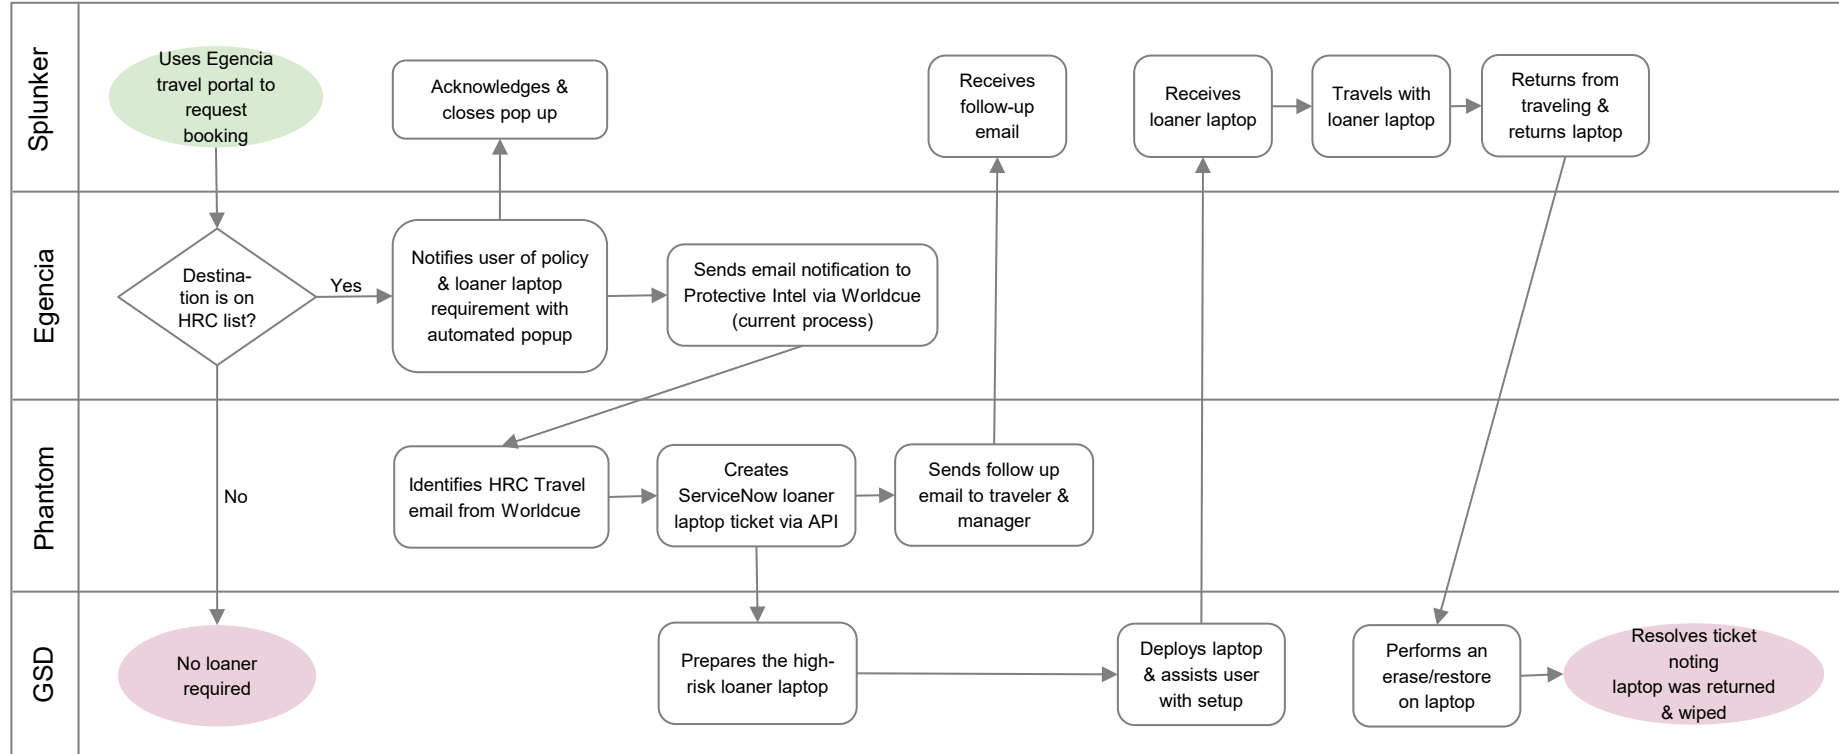 Splunker
Uses Egencia
travel portal to
request
booking
Acknowledges &
closes pop up
Receives
follow-up
email
Receives
loaner laptop
Travels with
loaner laptop
Returns from
traveling &
returns laptop
Egencia
Destina-
tion is on
HRC list?
Yes
Notifies user of policy
& loaner laptop
requirement with
automated popup
Sends email notification to
Protective Intel via Worldcue
(current process)
Phantom
No
Identifies HRC Travel
email from Worldcue
Creates
ServiceNow loaner
laptop ticket via API
Sends follow up
email to traveler &
manager
GSD
No loaner
required
Prepares the high-
risk loaner laptop
Deploys laptop
& assists user
with setup
Performs an
erase/restore
on laptop
Resolves ticket
noting
laptop was returned
& wiped